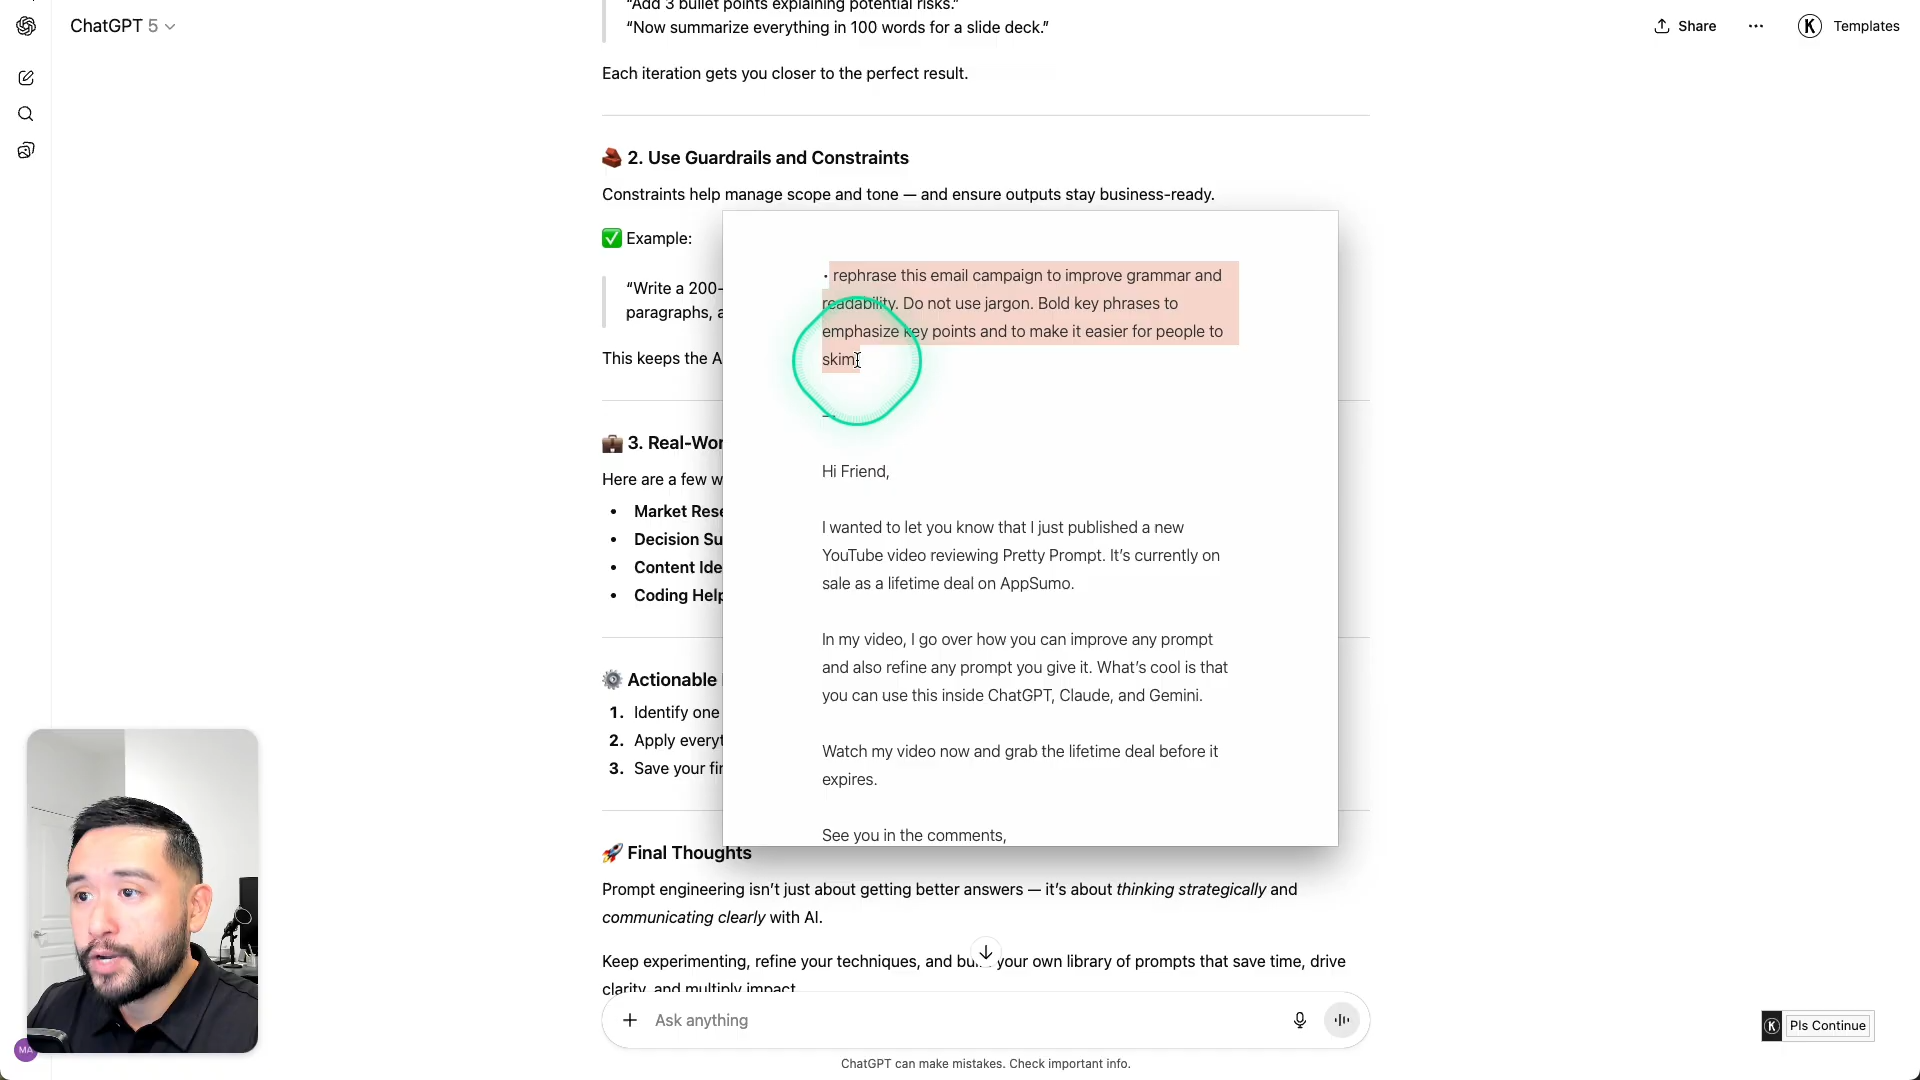 ChatGPT 5
Share
Templates
"Add 3 bullet points explaining potential risks."
"Now summarize everything in 100 words for a slide deck."
Each iteration gets you closer to the perfect result.
2. Use Guardrails and Constraints
Constraints help manage scope and tone — and ensure outputs stay business-ready.
Example:
"Write a 200-
paragraphs, a
This keeps the A
3. Real-Wor
Here are a few w
• Market Rese
• Decision Su
• Content Ide
• Coding Help
Actionable
1. Identify one
2. Apply everyt
3. Save your fir
• rephrase this email campaign to improve grammar and
readability. Do not use jargon. Bold key phrases to
emphasize key points and to make it easier for people to
skim.
Hi Friend,
I wanted to let you know that I just published a new
YouTube video reviewing Pretty Prompt. It's currently on
sale as a lifetime deal on AppSumo.
In my video, I go over how you can improve any prompt
and also refine any prompt you give it. What's cool is that
you can use this inside ChatGPT, Claude, and Gemini.
Watch my video now and grab the lifetime deal before it
expires.
See you in the comments,
Final Thoughts
Prompt engineering isn't just about getting better answers — it's about thinking strategically and
communicating clearly with AI.
Keep experimenting, refine your techniques, and your own library of prompts that save time, drive
clarity, and multiply impact.
Ask anything
ChatGPT can make mistakes. Check important info.
K Pls Continue
MA